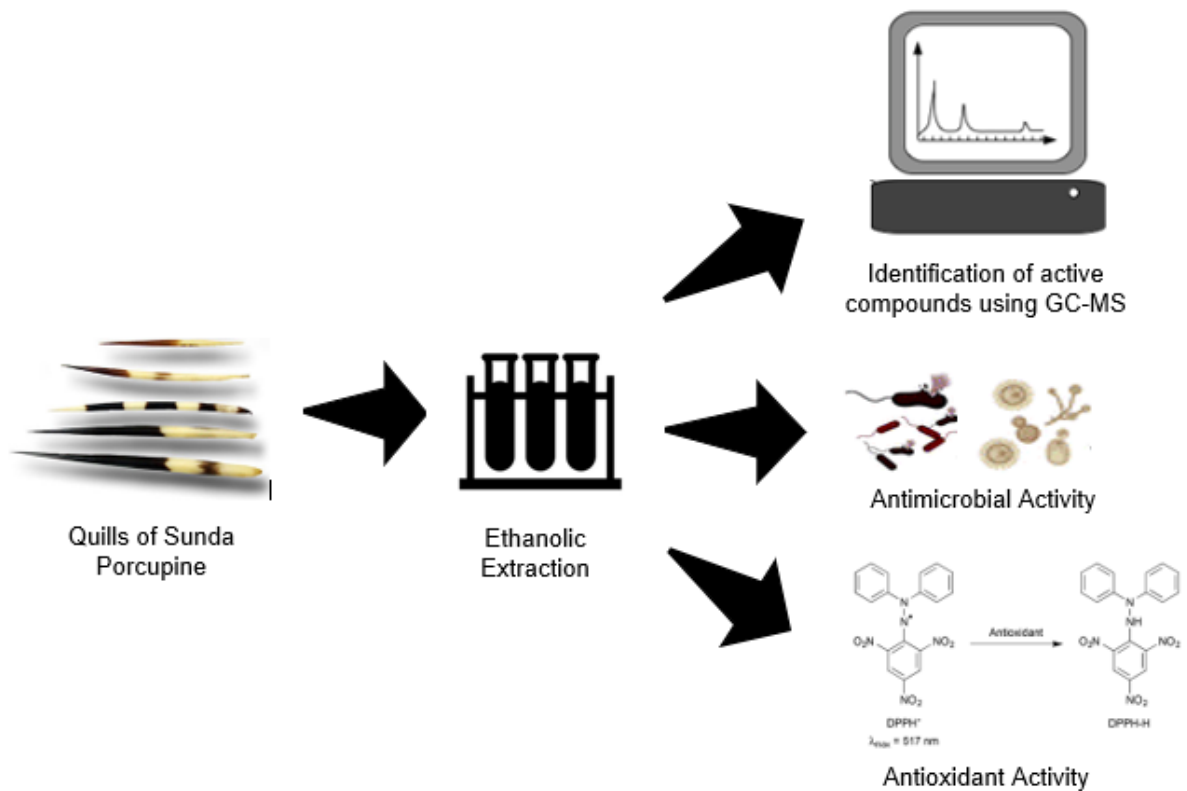 Identification of active
compounds using GC-MS
Quills of Sunda
Porcupine
Ethanolic
Extraction
Antimicrobial Activity
N
N•
O₂N
NO₂
NO₂
DPPH•
λmax = 517 nm
Antioxidant
N
NH
O₂N
NO₂
NO₂
DPPH-H
Antioxidant Activity